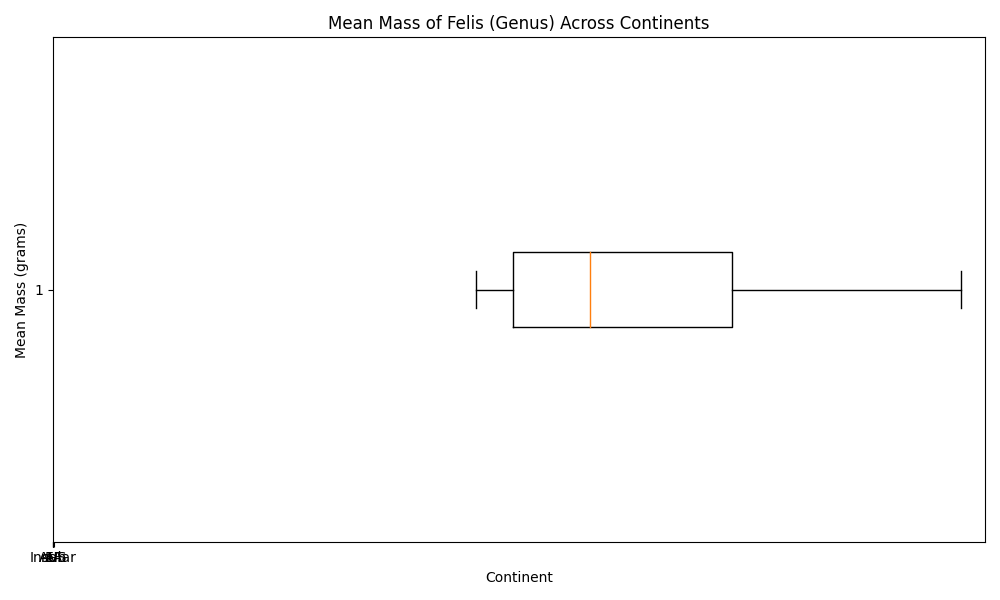 Mean Mass of Felis (Genus) Across Continents
Mean Mass (grams)
1
Continent